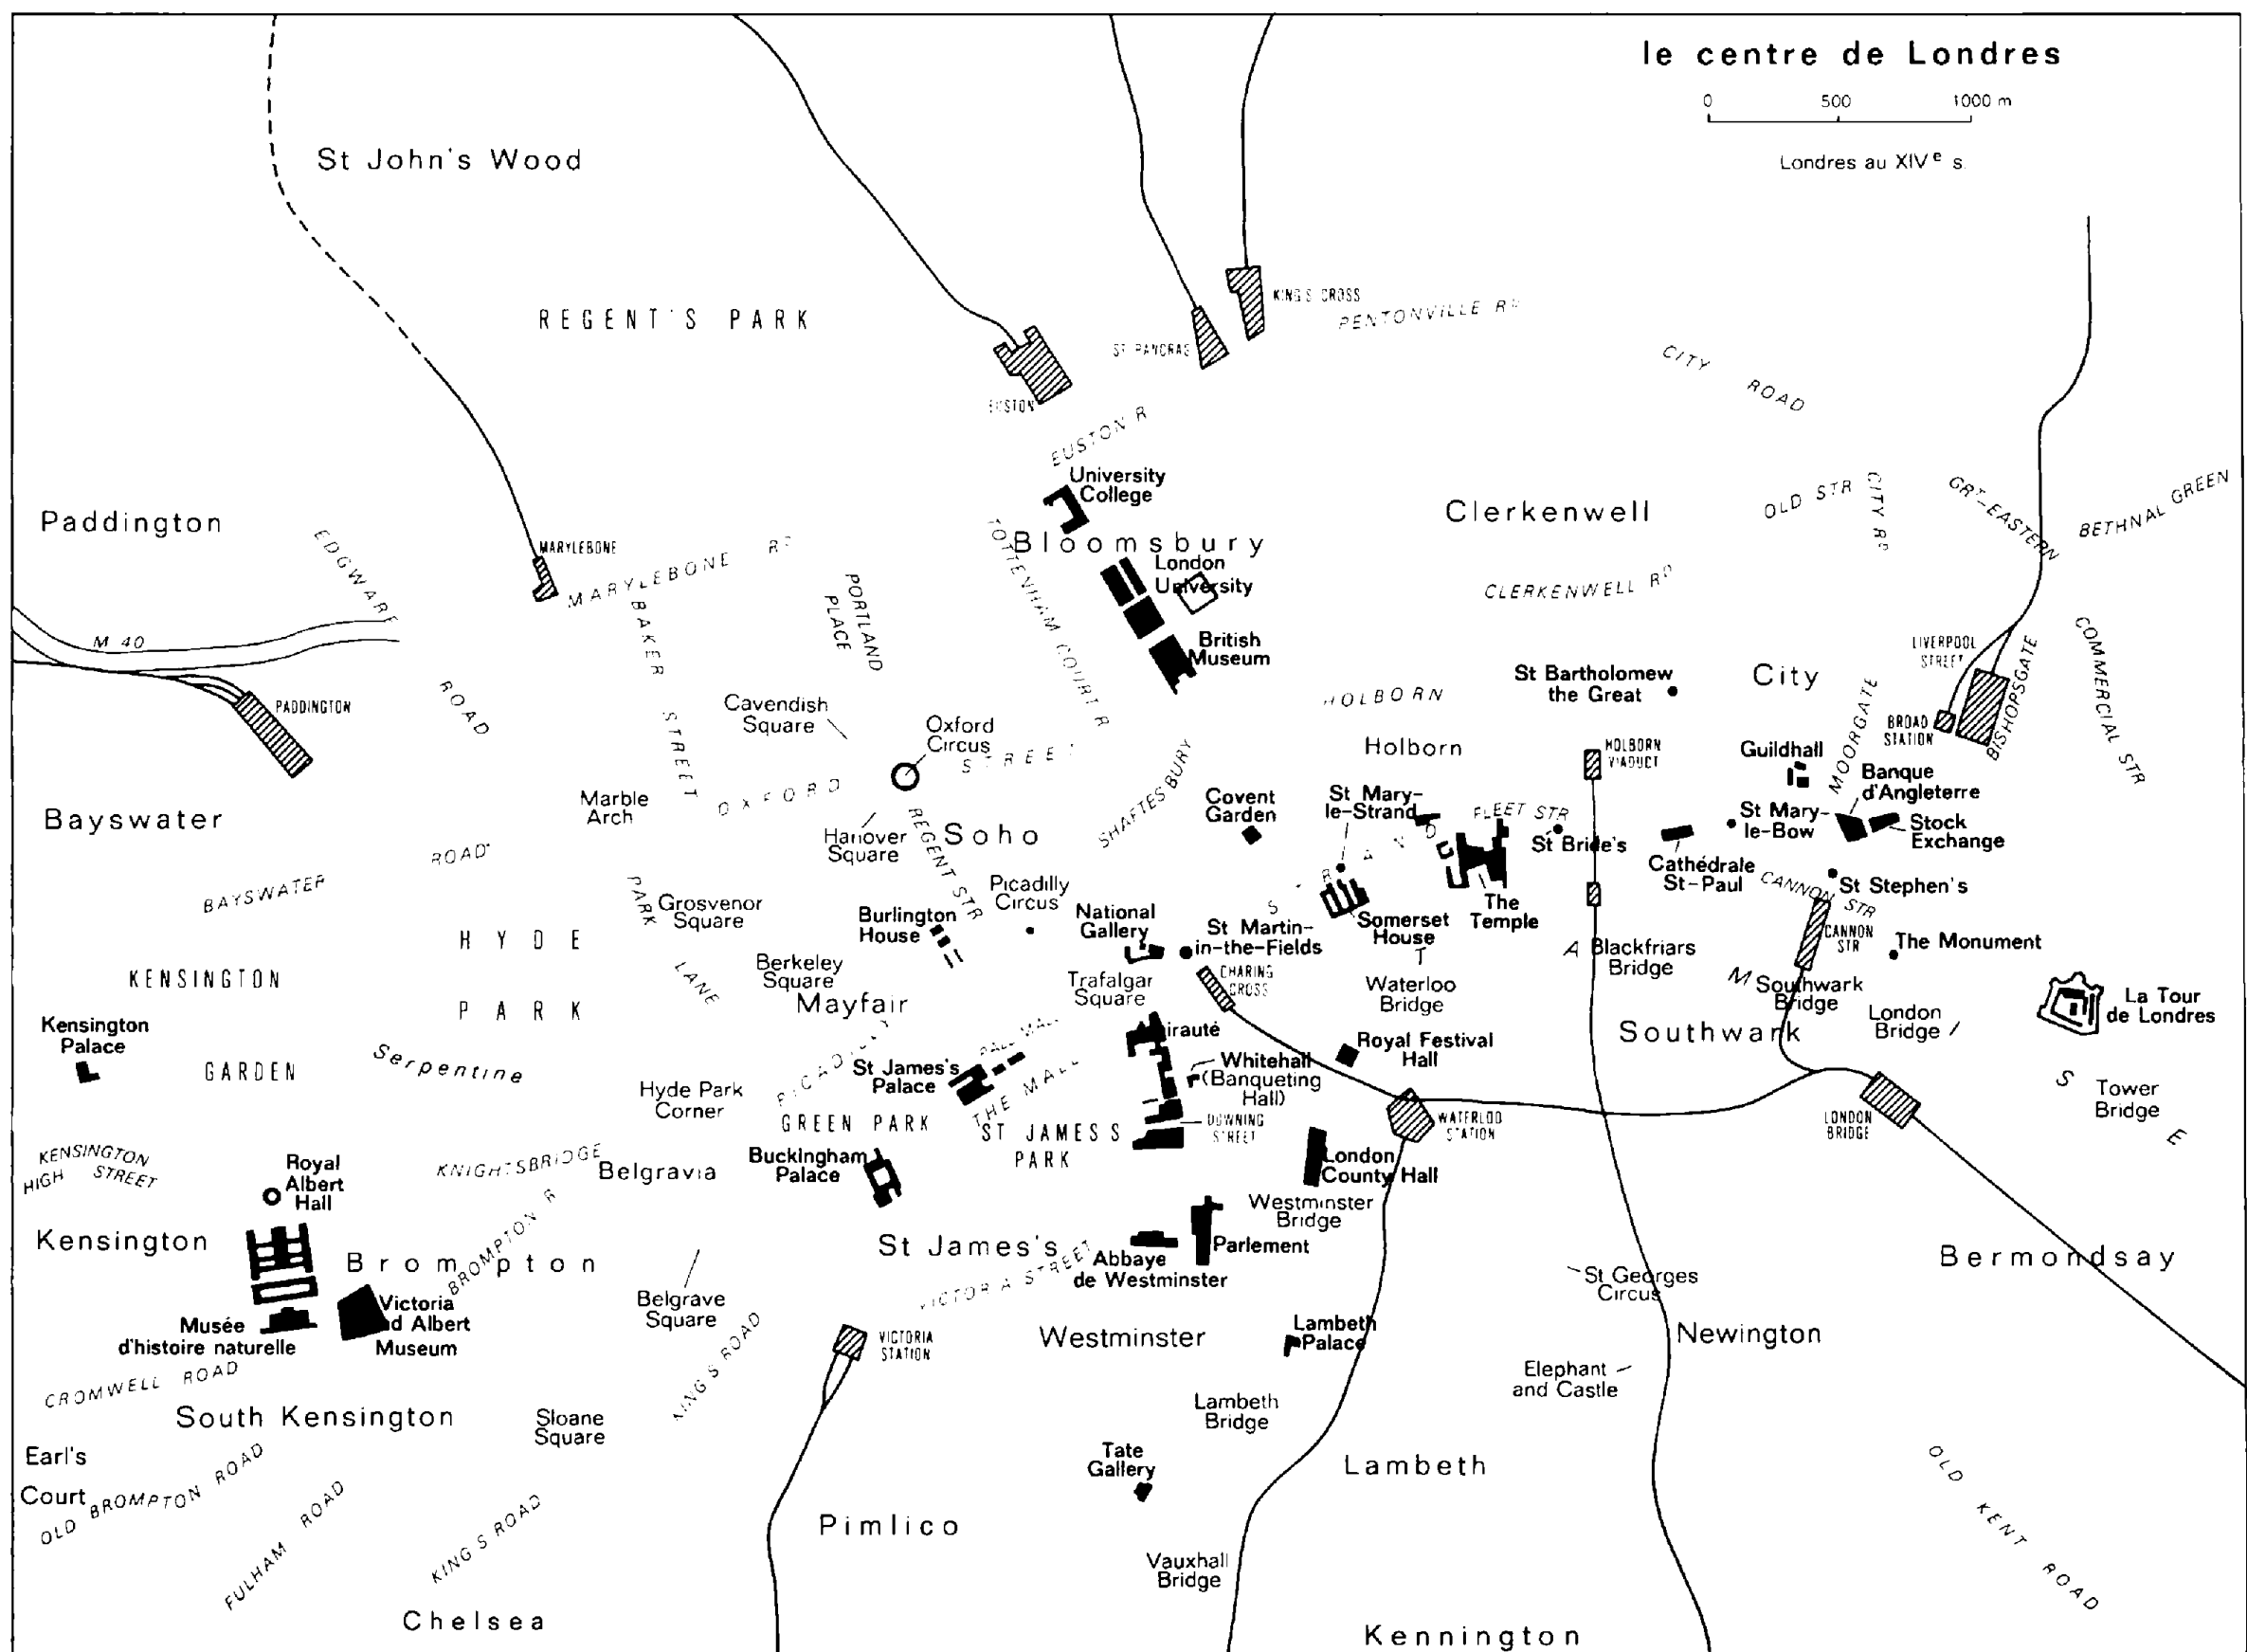 le centre de Londres
0 500 1000 m
Londres au XIVe s.
St John's Wood
REGENT'S PARK
KING'S CROSS
PENTONVILLE RD
ST PANCRAS
CITY ROAD
EUSTON
EUSTON R
University
College
Clerkenwell
OLD STR
CITY RD
GRT-EASTERN
BETHNAL GREEN
Paddington
EDGWARE
ROAD
MARYLEBONE
MARYLEBONE RD
BAKER STREET
PORTLAND
PLACE
TOTTENHAM COURT R
Bloomsbury
London
University
British
Museum
CLERKENWELL RD
M 40
PADDINGTON
Cavendish
Square
Oxford
Circus
OXFORD STREET
HOLBORN
Holborn
St Bartholomew
the Great
City
LIVERPOOL
STREET
BISHOPSGATE
COMMERCIAL STR
MOORGATE
BROAD
STATION
HOLBORN
VIADUCT
Guildhall
Banque
d'Angleterre
Bayswater
Marble
Arch
Hanover
Square
REGENT STR
Soho
SHAFTESBURY
Covent
Garden
St Mary-
le-Strand
STRAND
FLEET STR
St Bride's
St Mary-
le-Bow
Stock
Exchange
Cathédrale
St-Paul
CANNON STR
St Stephen's
BAYSWATER ROAD
PARK LANE
Grosvenor
Square
Burlington
House
Picadilly
Circus
National
Gallery
St Martin-
in-the-Fields
Somerset
House
The
Temple
HYDE
PARK
Berkeley
Square
Mayfair
Trafalgar
Square
CHARING
CROSS
Waterloo
Bridge
Blackfriars
Bridge
Southwark
Bridge
CANNON
STR
The Monument
KENSINGTON
GARDEN
Kensington
Palace
Serpentine
Hyde Park
Corner
PICADILLY
St James's
Palace
PALL MALL
THE MALL
irauté
Whitehall
(Banqueting
Hall)
Royal Festival
Hall
Southwark
London
Bridge
La Tour
de Londres
T A M S E
Tower
Bridge
GREEN PARK
ST JAMES S
PARK
DOWNING
STREET
WATERLOO
STATION
LONDON
BRIDGE
KENSINGTON
HIGH STREET
Royal
Albert
Hall
KNIGHTSBRIDGE
Belgravia
Buckingham
Palace
London
County Hall
Westminster
Bridge
Kensington
Brompton
BROMPTON R
St James's
VICTORIA STREET
Abbaye
de Westminster
Parlement
Bermondsay
St Georges
Circus
Musée
d'histoire naturelle
Victoria
d Albert
Museum
Belgrave
Square
KING'S ROAD
VICTORIA
STATION
Westminster
Lambeth
Palace
Newington
CROMWELL ROAD
South Kensington
Sloane
Square
Lambeth
Bridge
Elephant
and Castle
Earl's
Court
OLD BROMPTON ROAD
FULHAM ROAD
KING S ROAD
Tate
Gallery
Lambeth
OLD KENT ROAD
Pimlico
Vauxhall
Bridge
Chelsea
Kennington